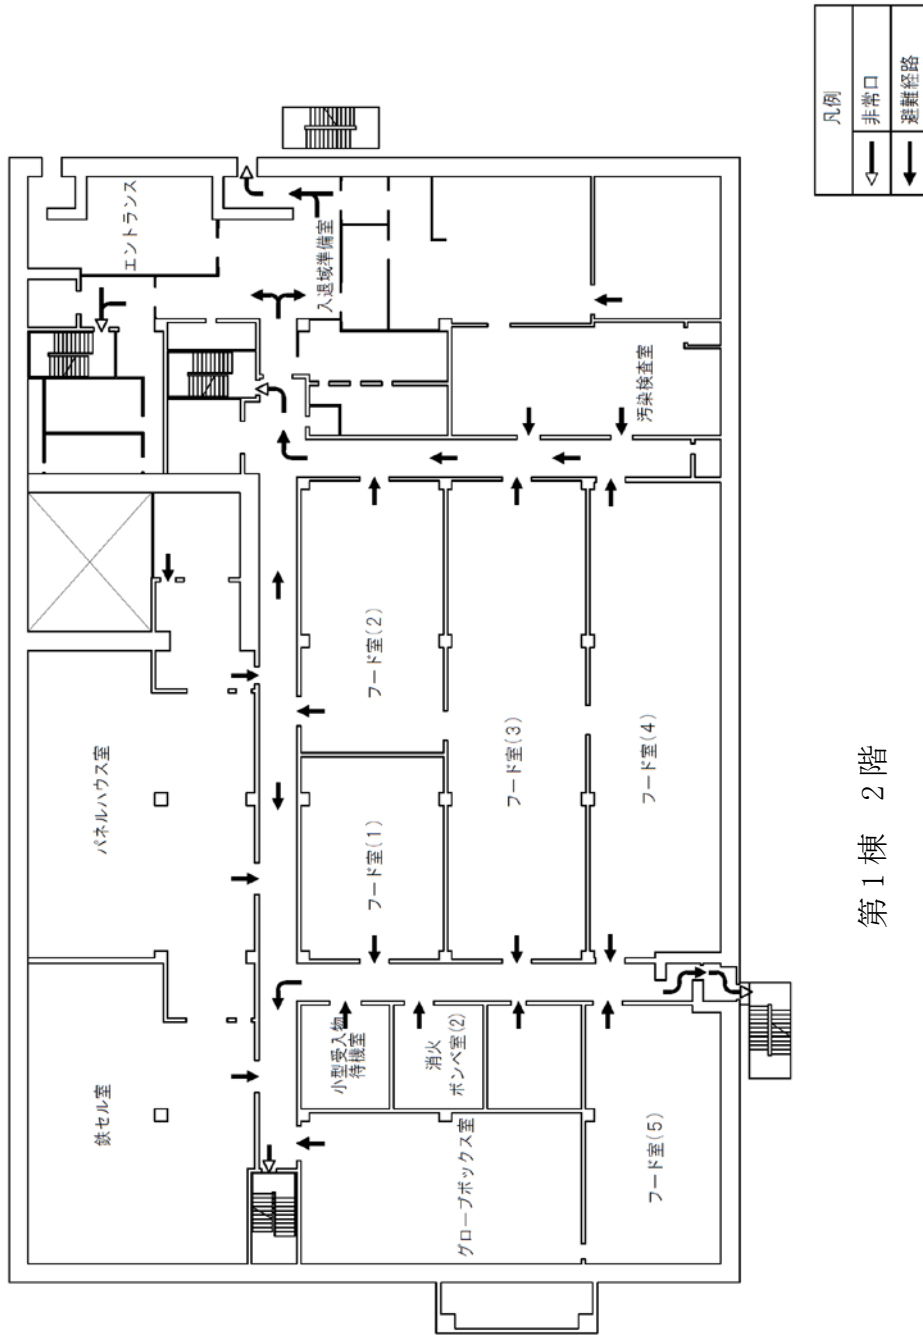 凡例
非常口
避難経路
エントランス
入退域準備室
汚染検査室
パネルハウス室
フード室(2)
フード室(3)
フード室(4)
フード室(1)
鉄セル室
小型受入物
待機室
消火
ボンベ室(2)
グローブボックス室
フード室(5)
第1棟 2階